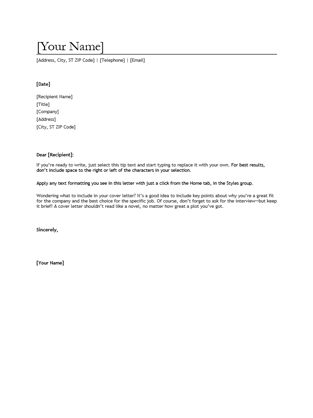 [Your Name]
[Address, City, ST ZIP Code] | [Telephone] | [Email]
[Date]
[Recipient Name]
[Title]
[Company]
[Address]
[City, ST ZIP Code]
Dear [Recipient]:
If you're ready to write, just select this tip text and start typing to replace it with your own. For best results,
don't include space to the right or left of the characters in your selection.
Apply any text formatting you see in this letter with just a click from the Home tab, in the Styles group.
Wondering what to include in your cover letter? It's a good idea to include key points about why you're a great fit
for the company and the best choice for the specific job. Of course, don't forget to ask for the interview—but keep
it brief! A cover letter shouldn't read like a novel, no matter how great a plot you've got.
Sincerely,
[Your Name]